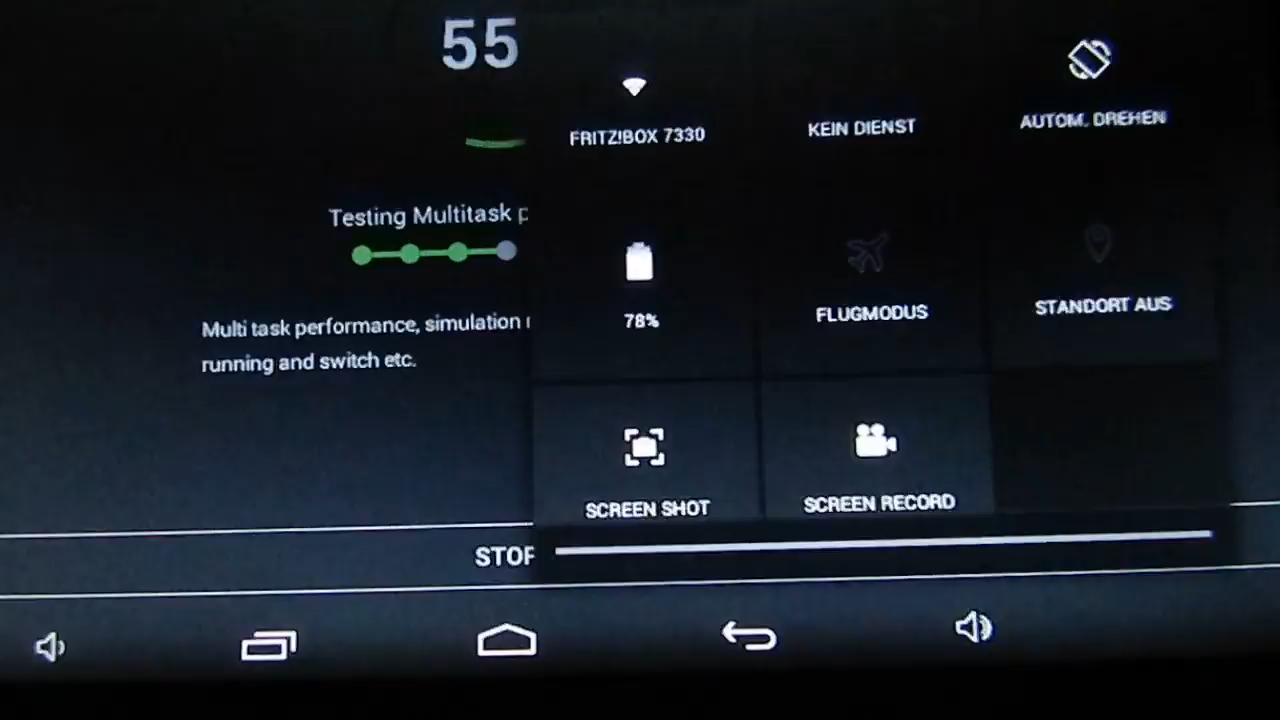 55
Testing Multitask
Multi task performance, simulation
running and switch etc.
FRITZ!BOX 7330
KEIN DIENST
AUTOM. DREHEN
78%
FLUGMODUS
STANDORT AUS
SCREEN SHOT
SCREEN RECORD
STOP